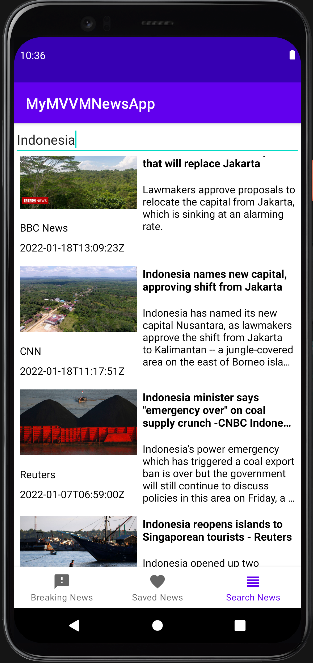 10:36
MyMVVMNewsApp
Indonesia
that will replace Jakarta
Lawmakers approve proposals to
relocate the capital from Jakarta,
which is sinking at an alarming
rate.
BBC NEWS
BBC News
2022-01-18T13:09:23Z
Indonesia names new capital,
approving shift from Jakarta
Indonesia has named its new
capital Nusantara, as lawmakers
approve the shift from Jakarta
to Kalimantan -- a jungle-covered
area on the east of Borneo isla...
CNN
2022-01-18T11:17:51Z
Indonesia minister says
"emergency over" on coal
supply crunch -CNBC Indone...
Indonesia's power emergency
which has triggered a coal export
ban is over but the government
will still continue to discuss
policies in this area on Friday, a ...
Reuters
2022-01-07T06:59:00Z
Indonesia reopens islands to
Singaporean tourists - Reuters
Indonesia opened up two
Breaking News
Saved News
Search News